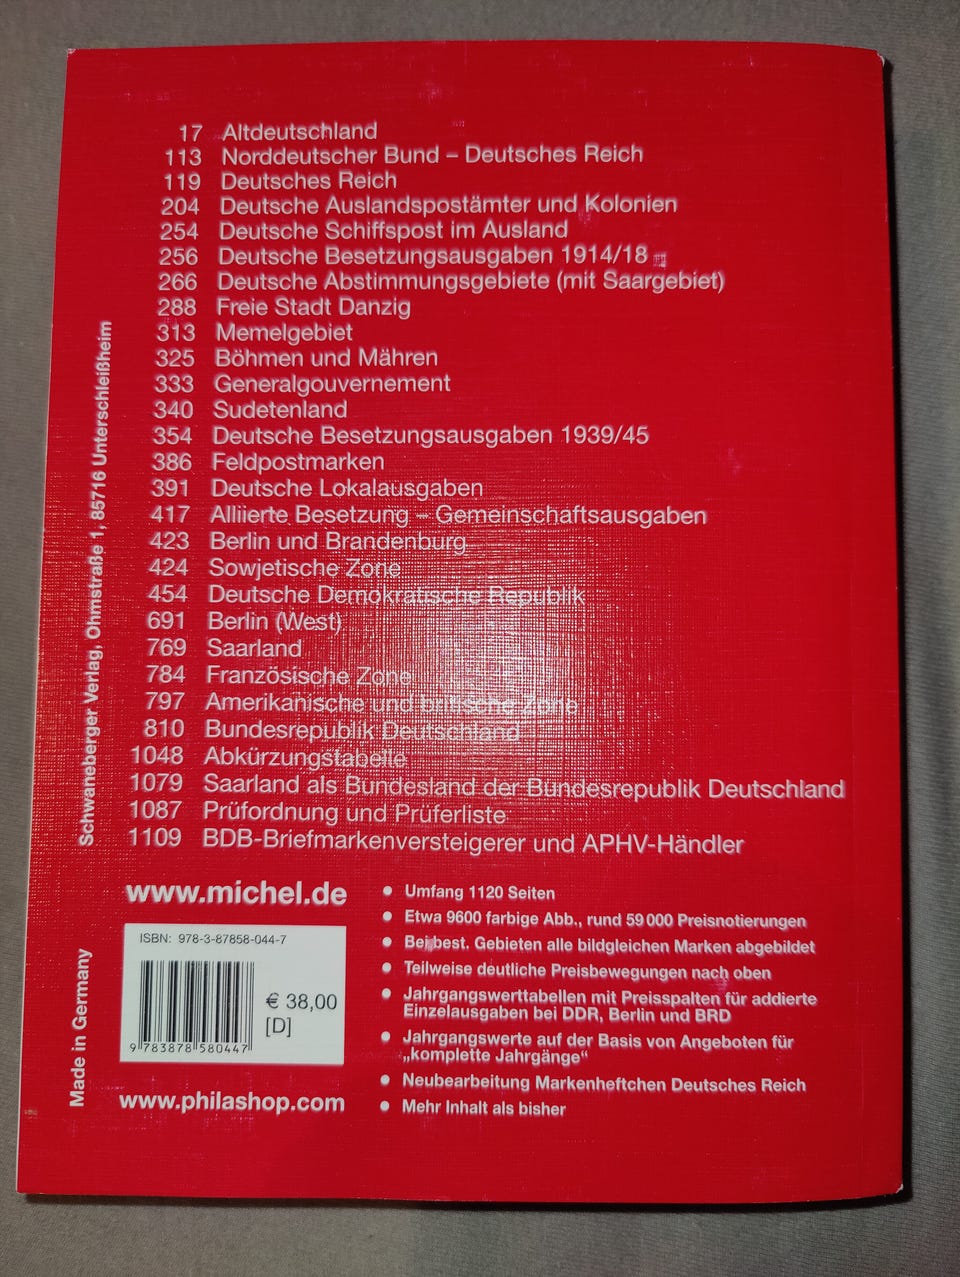 17 Altdeutschland
113 Norddeutscher Bund – Deutsches Reich
119 Deutsches Reich
204 Deutsche Auslandspostämter und Kolonien
254 Deutsche Schiffspost im Ausland
256 Deutsche Besetzungsausgaben 1914/18
266 Deutsche Abstimmungsgebiete (mit Saargebiet)
288 Freie Stadt Danzig
313 Memelgebiet
325 Böhmen und Mähren
333 Generalgouvernement
340 Sudetenland
354 Deutsche Besetzungsausgaben 1939/45
386 Feldpostmarken
391 Deutsche Lokalausgaben
417 Alliierte Besetzung – Gemeinschaftsausgaben
423 Berlin und Brandenburg
424 Sowjetische Zone
454 Deutsche Demokratische Republik
691 Berlin (West)
769 Saarland
784 Französische Zone
797 Amerikanische und britische Zone
810 Bundesrepublik Deutschland
1048 Abkürzungstabelle
1079 Saarland als Bundesland der Bundesrepublik Deutschland
1087 Prüfordnung und Prüferliste
1109 BDB-Briefmarkenversteigerer und APHV-Händler
Schwaneberger Verlag, Ohmstraße 1, 85716 Unterschleißheim
Made in Germany
www.michel.de
ISBN: 978-3-87858-044-7
€ 38,00
[D]
9 783878 580447
www.philashop.com
• Umfang 1120 Seiten
• Etwa 9600 farbige Abb., rund 59 000 Preisnotierungen
• Bei best. Gebieten alle bildgleichen Marken abgebildet
• Teilweise deutliche Preisbewegungen nach oben
• Jahrgangswerttabellen mit Preisspalten für addierte
Einzelausgaben bei DDR, Berlin und BRD
• Jahrgangswerte auf der Basis von Angeboten für
„komplette Jahrgänge“
• Neubearbeitung Markenheftchen Deutsches Reich
• Mehr Inhalt als bisher